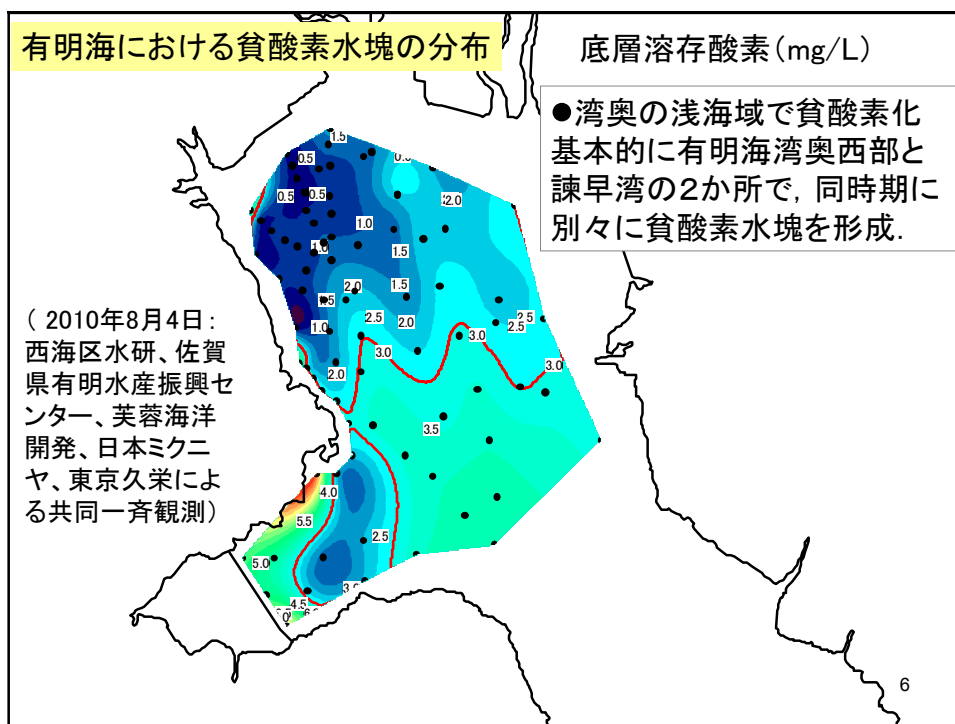 有明海における貧酸素水塊の分布
底層溶存酸素(mg/L)
●湾奥の浅海域で貧酸素化
基本的に有明海湾奥西部と
諫早湾の2か所で, 同時期に
別々に貧酸素水塊を形成.
( 2010年8月4日:
西海区水研、佐賀
県有明水産振興セ
ンター、芙蓉海洋
開発、日本ミクニ
ヤ、東京久栄によ
る共同一斉観測)
1.5
0.5
0.5
0.5
2.0
1.0
1.0
1.5
2.0
1.5
1.0
2.5
2.0
2.5
2.5
3.0
3.0
3.0
2.0
3.5
4.0
5.5
2.5
5.0
4.5
6